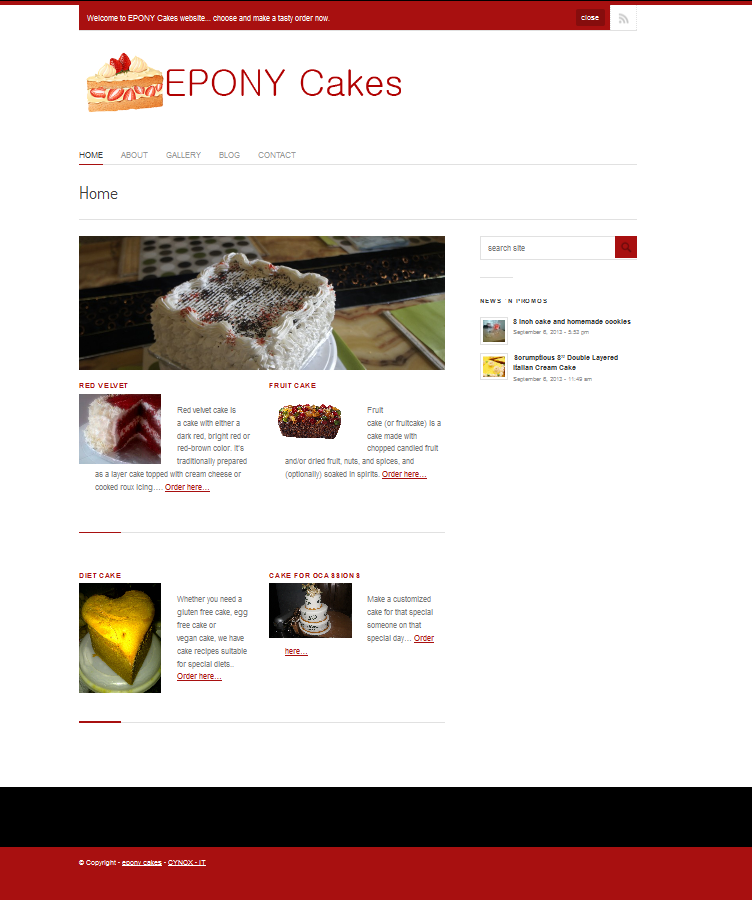 Welcome to EPONY Cakes website... choose and make a tasty order now.
close
EPONY Cakes
HOME ABOUT GALLERY BLOG CONTACT
Home
search site
NEWS 'N PROMOS
8 inch cake and homemade cookies
September 6, 2013 - 5:53 pm
Scrumptious 8" Double Layered
Italian Cream Cake
September 6, 2013 - 11:49 am
RED VELVET
Red velvet cake is
a cake with either a
dark red, bright red or
red-brown color. It's
traditionally prepared
as a layer cake topped with cream cheese or
cooked roux icing.... Order here...
FRUIT CAKE
Fruit
cake (or fruitcake) is a
cake made with
chopped candied fruit
and/or dried fruit, nuts, and spices, and
(optionally) soaked in spirits. Order here...
DIET CAKE
Whether you need a
gluten free cake, egg
free cake or
vegan cake, we have
cake recipes suitable
for special diets..
Order here...
CAKE FOR OCASSIONS
Make a customized
cake for that special
someone on that
special day... Order
here...
© Copyright - epony cakes - CYNOX - IT